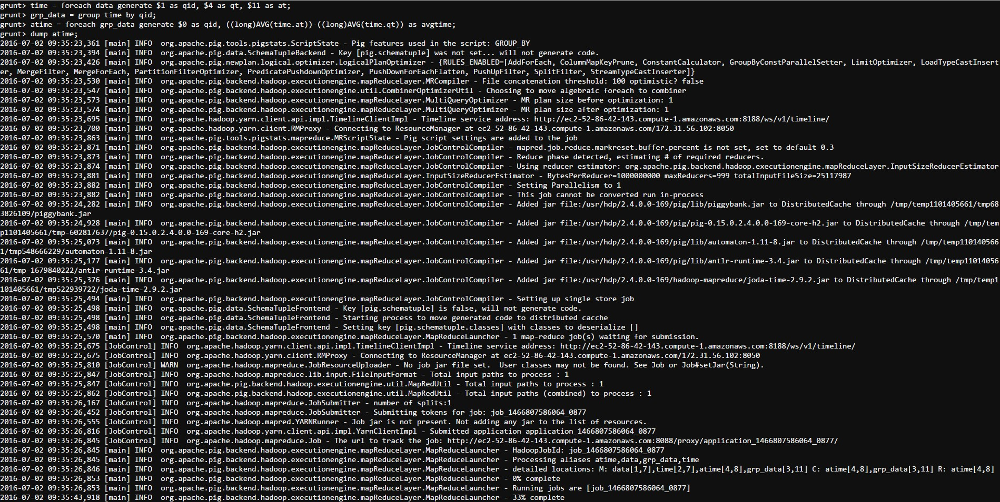 grunt> time = foreach data generate $1 as qid, $4 as qt, $11 as at;
grunt> grp_data = group time by qid;
grunt> atime = foreach grp_data generate $0 as qid, ((long)AVG(time.at))-((long)AVG(time.qt)) as avgtime;
grunt> dump atime;
2016-07-02 09:35:23,361 [main] INFO  org.apache.pig.tools.pigstats.ScriptState - Pig features used in the script: GROUP_BY
2016-07-02 09:35:23,394 [main] INFO  org.apache.pig.data.SchemaTupleBackend - Key [pig.schematuple] was not set... will not generate code.
2016-07-02 09:35:23,426 [main] INFO  org.apache.pig.newplan.logical.optimizer.LogicalPlanOptimizer - {RULES_ENABLED=[AddForEach, ColumnMapKeyPrune, ConstantCalculator, GroupByConstParallelSetter, LimitOptimizer, LoadTypeCastInsert
er, MergeFilter, MergeForEach, PartitionFilterOptimizer, PredicatePushdownOptimizer, PushDownForEachFlatten, PushUpFilter, SplitFilter, StreamTypeCastInserter]}
2016-07-02 09:35:23,530 [main] INFO  org.apache.pig.backend.hadoop.executionengine.mapReduceLayer.MRCompiler - File concatenation threshold: 100 optimistic? false
2016-07-02 09:35:23,547 [main] INFO  org.apache.pig.backend.hadoop.executionengine.util.CombinerOptimizerUtil - Choosing to move algebraic foreach to combiner
2016-07-02 09:35:23,573 [main] INFO  org.apache.pig.backend.hadoop.executionengine.mapReduceLayer.MultiQueryOptimizer - MR plan size before optimization: 1
2016-07-02 09:35:23,574 [main] INFO  org.apache.pig.backend.hadoop.executionengine.mapReduceLayer.MultiQueryOptimizer - MR plan size after optimization: 1
2016-07-02 09:35:23,695 [main] INFO  org.apache.hadoop.yarn.client.api.impl.TimelineClientImpl - Timeline service address: http://ec2-52-86-42-143.compute-1.amazonaws.com:8188/ws/v1/timeline/
2016-07-02 09:35:23,700 [main] INFO  org.apache.hadoop.yarn.client.RMProxy - Connecting to ResourceManager at ec2-52-86-42-143.compute-1.amazonaws.com/172.31.56.102:8050
2016-07-02 09:35:23,863 [main] INFO  org.apache.pig.tools.pigstats.mapreduce.MRScriptState - Pig script settings are added to the job
2016-07-02 09:35:23,871 [main] INFO  org.apache.pig.backend.hadoop.executionengine.mapReduceLayer.JobControlCompiler - mapred.job.reduce.markreset.buffer.percent is not set, set to default 0.3
2016-07-02 09:35:23,873 [main] INFO  org.apache.pig.backend.hadoop.executionengine.mapReduceLayer.JobControlCompiler - Reduce phase detected, estimating # of required reducers.
2016-07-02 09:35:23,874 [main] INFO  org.apache.pig.backend.hadoop.executionengine.mapReduceLayer.JobControlCompiler - Using reducer estimator: org.apache.pig.backend.hadoop.executionengine.mapReduceLayer.InputSizeReducerEstimator
2016-07-02 09:35:23,881 [main] INFO  org.apache.pig.backend.hadoop.executionengine.mapReduceLayer.InputSizeReducerEstimator - BytesPerReducer=1000000000 maxReducers=999 totalInputFileSize=25117987
2016-07-02 09:35:23,882 [main] INFO  org.apache.pig.backend.hadoop.executionengine.mapReduceLayer.JobControlCompiler - Setting Parallelism to 1
2016-07-02 09:35:23,882 [main] INFO  org.apache.pig.backend.hadoop.executionengine.mapReduceLayer.JobControlCompiler - This job cannot be converted run in-process
2016-07-02 09:35:24,282 [main] INFO  org.apache.pig.backend.hadoop.executionengine.mapReduceLayer.JobControlCompiler - Added jar file:/usr/hdp/2.4.0.0-169/pig/lib/piggybank.jar to DistributedCache through /tmp/temp1101405661/tmp68
3826109/piggybank.jar
2016-07-02 09:35:24,928 [main] INFO  org.apache.pig.backend.hadoop.executionengine.mapReduceLayer.JobControlCompiler - Added jar file:/usr/hdp/2.4.0.0-169/pig/pig-0.15.0.2.4.0.0-169-core-h2.jar to DistributedCache through /tmp/tem
p1101405661/tmp-602817637/pig-0.15.0.2.4.0.0-169-core-h2.jar
2016-07-02 09:35:25,073 [main] INFO  org.apache.pig.backend.hadoop.executionengine.mapReduceLayer.JobControlCompiler - Added jar file:/usr/hdp/2.4.0.0-169/pig/lib/automaton-1.11-8.jar to DistributedCache through /tmp/temp110140566
1/tmp548666229/automaton-1.11-8.jar
2016-07-02 09:35:25,177 [main] INFO  org.apache.pig.backend.hadoop.executionengine.mapReduceLayer.JobControlCompiler - Added jar file:/usr/hdp/2.4.0.0-169/pig/lib/antlr-runtime-3.4.jar to DistributedCache through /tmp/temp11014056
61/tmp-1679840222/antlr-runtime-3.4.jar
2016-07-02 09:35:25,376 [main] INFO  org.apache.pig.backend.hadoop.executionengine.mapReduceLayer.JobControlCompiler - Added jar file:/usr/hdp/2.4.0.0-169/hadoop-mapreduce/joda-time-2.9.2.jar to DistributedCache through /tmp/temp1
101405661/tmp522939722/joda-time-2.9.2.jar
2016-07-02 09:35:25,494 [main] INFO  org.apache.pig.backend.hadoop.executionengine.mapReduceLayer.JobControlCompiler - Setting up single store job
2016-07-02 09:35:25,498 [main] INFO  org.apache.pig.data.SchemaTupleFrontend - Key [pig.schematuple] is false, will not generate code.
2016-07-02 09:35:25,498 [main] INFO  org.apache.pig.data.SchemaTupleFrontend - Starting process to move generated code to distributed cacche
2016-07-02 09:35:25,498 [main] INFO  org.apache.pig.data.SchemaTupleFrontend - Setting key [pig.schematuple.classes] with classes to deserialize []
2016-07-02 09:35:25,570 [main] INFO  org.apache.pig.backend.hadoop.executionengine.mapReduceLayer.MapReduceLauncher - 1 map-reduce job(s) waiting for submission.
2016-07-02 09:35:25,675 [JobControl] INFO  org.apache.hadoop.yarn.client.api.impl.TimelineClientImpl - Timeline service address: http://ec2-52-86-42-143.compute-1.amazonaws.com:8188/ws/v1/timeline/
2016-07-02 09:35:25,675 [JobControl] INFO  org.apache.hadoop.yarn.client.RMProxy - Connecting to ResourceManager at ec2-52-86-42-143.compute-1.amazonaws.com/172.31.56.102:8050
2016-07-02 09:35:25,810 [JobControl] WARN  org.apache.hadoop.mapreduce.JobResourceUploader - No job jar file set.  User classes may not be found. See Job or Job#setJar(String).
2016-07-02 09:35:25,847 [JobControl] INFO  org.apache.hadoop.mapreduce.lib.input.FileInputFormat - Total input paths to process : 1
2016-07-02 09:35:25,847 [JobControl] INFO  org.apache.pig.backend.hadoop.executionengine.util.MapRedUtil - Total input paths to process : 1
2016-07-02 09:35:25,862 [JobControl] INFO  org.apache.pig.backend.hadoop.executionengine.util.MapRedUtil - Total input paths (combined) to process : 1
2016-07-02 09:35:26,167 [JobControl] INFO  org.apache.hadoop.mapreduce.JobSubmitter - number of splits:1
2016-07-02 09:35:26,452 [JobControl] INFO  org.apache.hadoop.mapreduce.JobSubmitter - Submitting tokens for job: job_1466807586064_0877
2016-07-02 09:35:26,555 [JobControl] INFO  org.apache.hadoop.mapred.YARNRunner - Job jar is not present. Not adding any jar to the list of resources.
2016-07-02 09:35:26,816 [JobControl] INFO  org.apache.hadoop.yarn.client.api.impl.YarnClientImpl - Submitted application application_1466807586064_0877
2016-07-02 09:35:26,845 [JobControl] INFO  org.apache.hadoop.mapreduce.Job - The url to track the job: http://ec2-52-86-42-143.compute-1.amazonaws.com:8088/proxy/application_1466807586064_0877/
2016-07-02 09:35:26,845 [main] INFO  org.apache.pig.backend.hadoop.executionengine.mapReduceLayer.MapReduceLauncher - HadoopJobId: job_1466807586064_0877
2016-07-02 09:35:26,845 [main] INFO  org.apache.pig.backend.hadoop.executionengine.mapReduceLayer.MapReduceLauncher - Processing aliases atime,data,grp_data,time
2016-07-02 09:35:26,846 [main] INFO  org.apache.pig.backend.hadoop.executionengine.mapReduceLayer.MapReduceLauncher - detailed locations: M: data[1,7],time[2,7],atime[4,8],grp_data[3,11] C: atime[4,8],grp_data[3,11] R: atime[4,8]
2016-07-02 09:35:26,853 [main] INFO  org.apache.pig.backend.hadoop.executionengine.mapReduceLayer.MapReduceLauncher - 0% complete
2016-07-02 09:35:26,853 [main] INFO  org.apache.pig.backend.hadoop.executionengine.mapReduceLayer.MapReduceLauncher - Running jobs are [job_1466807586064_0877]
2016-07-02 09:35:43,918 [main] INFO  org.apache.pig.backend.hadoop.executionengine.mapReduceLayer.MapReduceLauncher - 33% complete